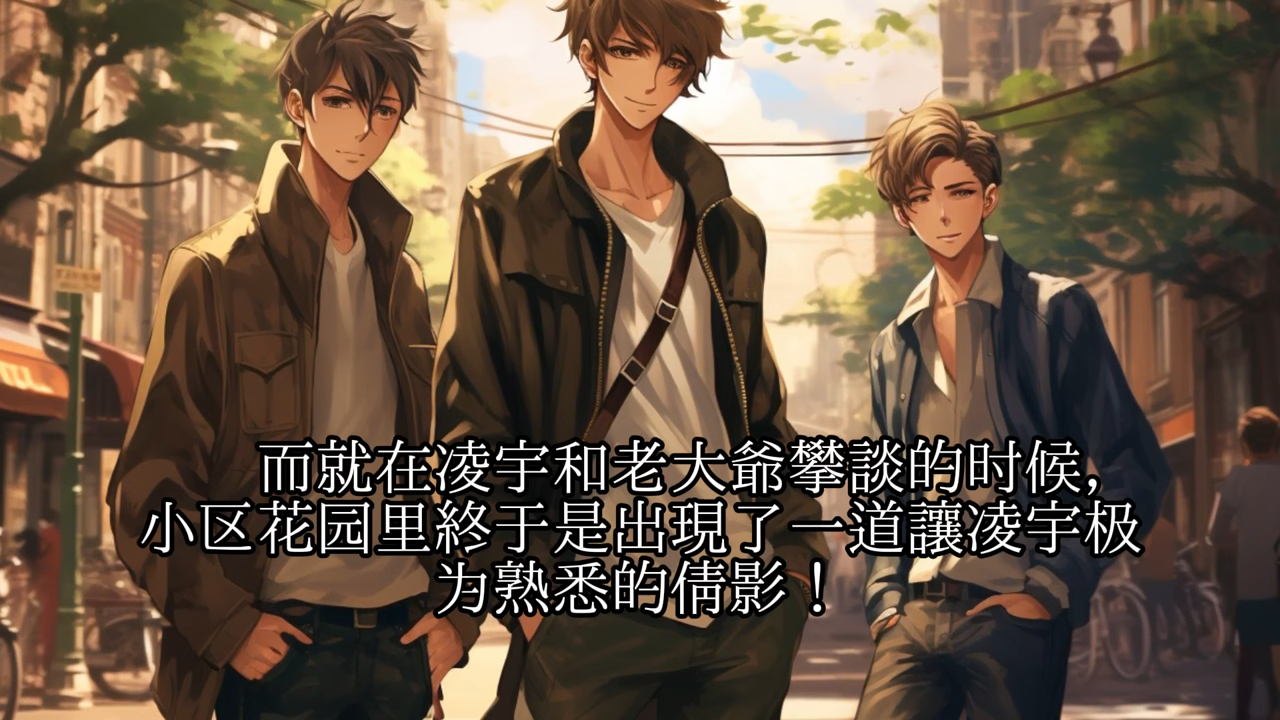 而就在凌宇和老大爺攀談的时候，
小区花园里終于是出現了一道讓凌宇极
为熟悉的倩影！